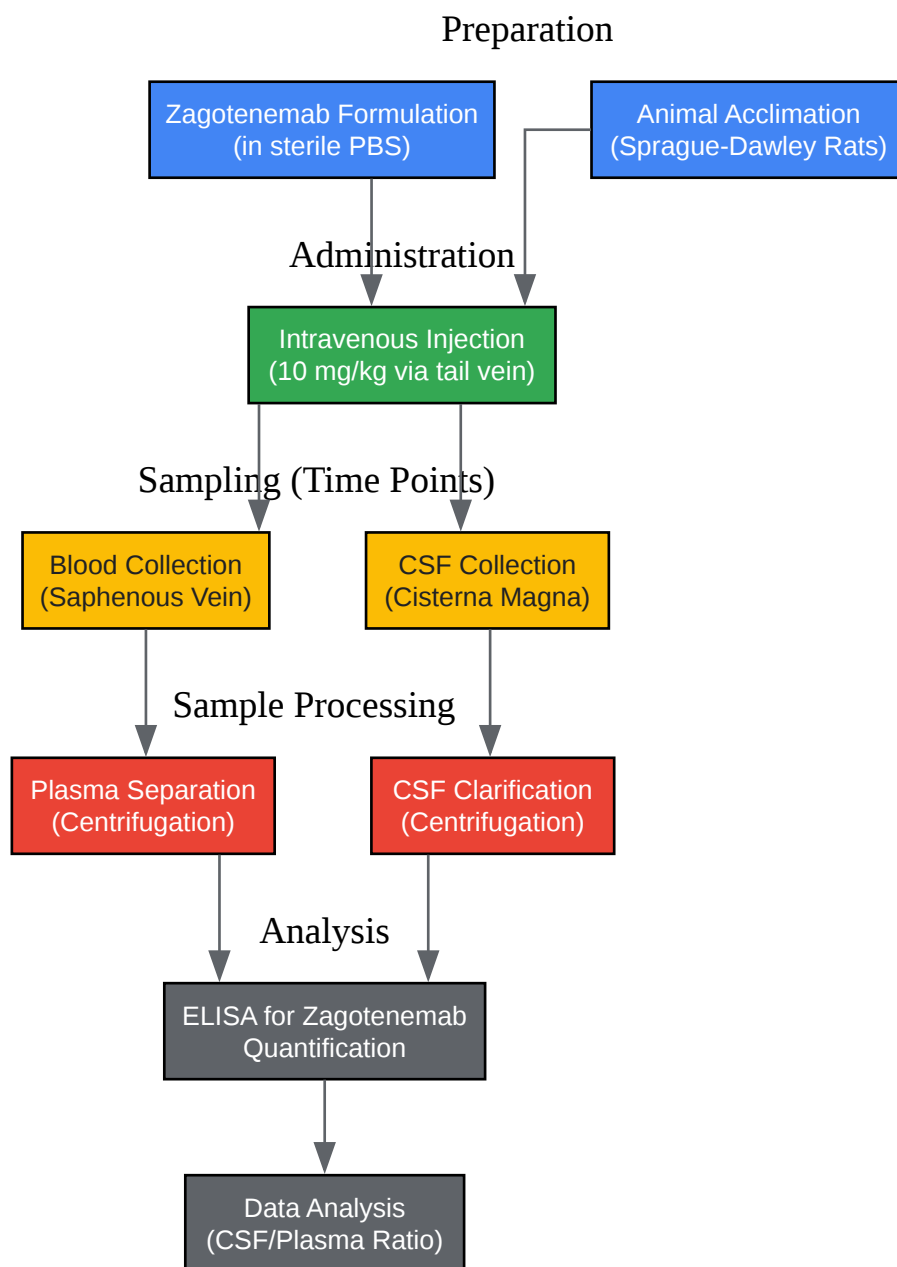 Preparation
Zagotenemab Formulation
(in sterile PBS)
Animal Acclimation
(Sprague-Dawley Rats)
Administration
Intravenous Injection
(10 mg/kg via tail vein)
Sampling (Time Points)
Blood Collection
(Saphenous Vein)
CSF Collection
(Cisterna Magna)
Sample Processing
Plasma Separation
(Centrifugation)
CSF Clarification
(Centrifugation)
Analysis
ELISA for Zagotenemab
Quantification
Data Analysis
(CSF/Plasma Ratio)